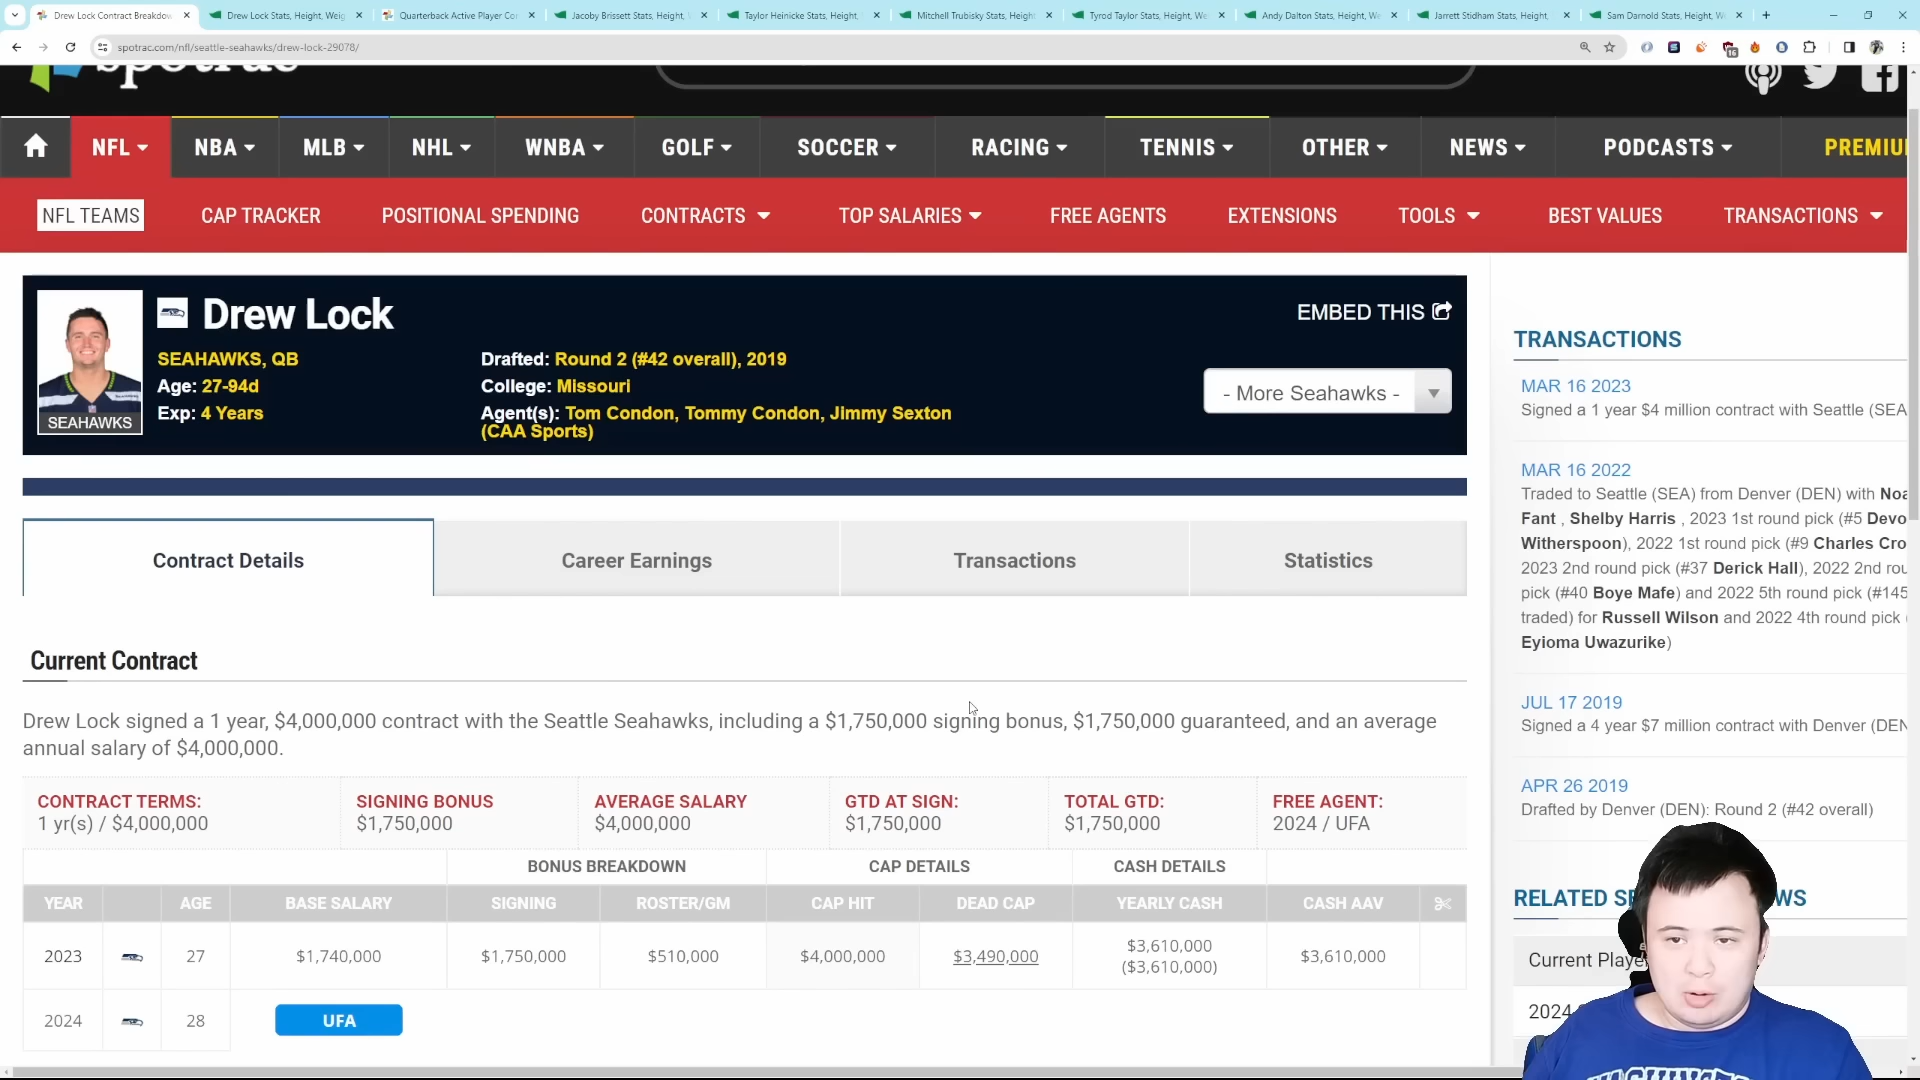 Drew Lock Contract Breakdow
Drew Lock Stats, Height, Weig
Quarterback Active Player Co
Jacoby Brissett Stats, Height,
Taylor Heinicke Stats, Height,
Mitchell Trubisky Stats, Height
Tyrod Taylor Stats, Height, We
Andy Dalton Stats, Height, We
Jarrett Stidham Stats, Height,
Sam Darnold Stats, Height, W
spotrac.com/nfl/seattle-seahawks/drew-lock-29078/
16
spotrac
NFL
NBA
MLB
NHL
WNBA
GOLF
SOCCER
RACING
TENNIS
OTHER
NEWS
PODCASTS
PREMIU
NFL TEAMS
CAP TRACKER
POSITIONAL SPENDING
CONTRACTS
TOP SALARIES
FREE AGENTS
EXTENSIONS
TOOLS
BEST VALUES
TRANSACTIONS
SEAHAWKS
Drew Lock
SEAHAWKS, QB
Age: 27-94d
Exp: 4 Years
Drafted: Round 2 (#42 overall), 2019
College: Missouri
Agent(s): Tom Condon, Tommy Condon, Jimmy Sexton
(CAA Sports)
EMBED THIS
- More Seahawks -
Contract Details
Career Earnings
Transactions
Statistics
Current Contract
Drew Lock signed a 1 year, $4,000,000 contract with the Seattle Seahawks, including a $1,750,000 signing bonus, $1,750,000 guaranteed, and an average
annual salary of $4,000,000.
CONTRACT TERMS:
1 yr(s) / $4,000,000
SIGNING BONUS
$1,750,000
AVERAGE SALARY
$4,000,000
GTD AT SIGN:
$1,750,000
TOTAL GTD:
$1,750,000
FREE AGENT:
2024 / UFA
BONUS BREAKDOWN
CAP DETAILS
CASH DETAILS
YEAR
AGE
BASE SALARY
SIGNING
ROSTER/GM
CAP HIT
DEAD CAP
YEARLY CASH
CASH AAV
2023
27
$1,740,000
$1,750,000
$510,000
$4,000,000
$3,490,000
$3,610,000
($3,610,000)
$3,610,000
2024
28
UFA
TRANSACTIONS
MAR 16 2023
Signed a 1 year $4 million contract with Seattle (SEA
MAR 16 2022
Traded to Seattle (SEA) from Denver (DEN) with Noa
Fant , Shelby Harris , 2023 1st round pick (#5 Devo
Witherspoon), 2022 1st round pick (#9 Charles Cro
2023 2nd round pick (#37 Derick Hall), 2022 2nd rou
pick (#40 Boye Mafe) and 2022 5th round pick (#145
traded) for Russell Wilson and 2022 4th round pick (
Eyioma Uwazurike)
JUL 17 2019
Signed a 4 year $7 million contract with Denver (DEN
APR 26 2019
Drafted by Denver (DEN): Round 2 (#42 overall)
RELATED SE WS
Current Playe
2024